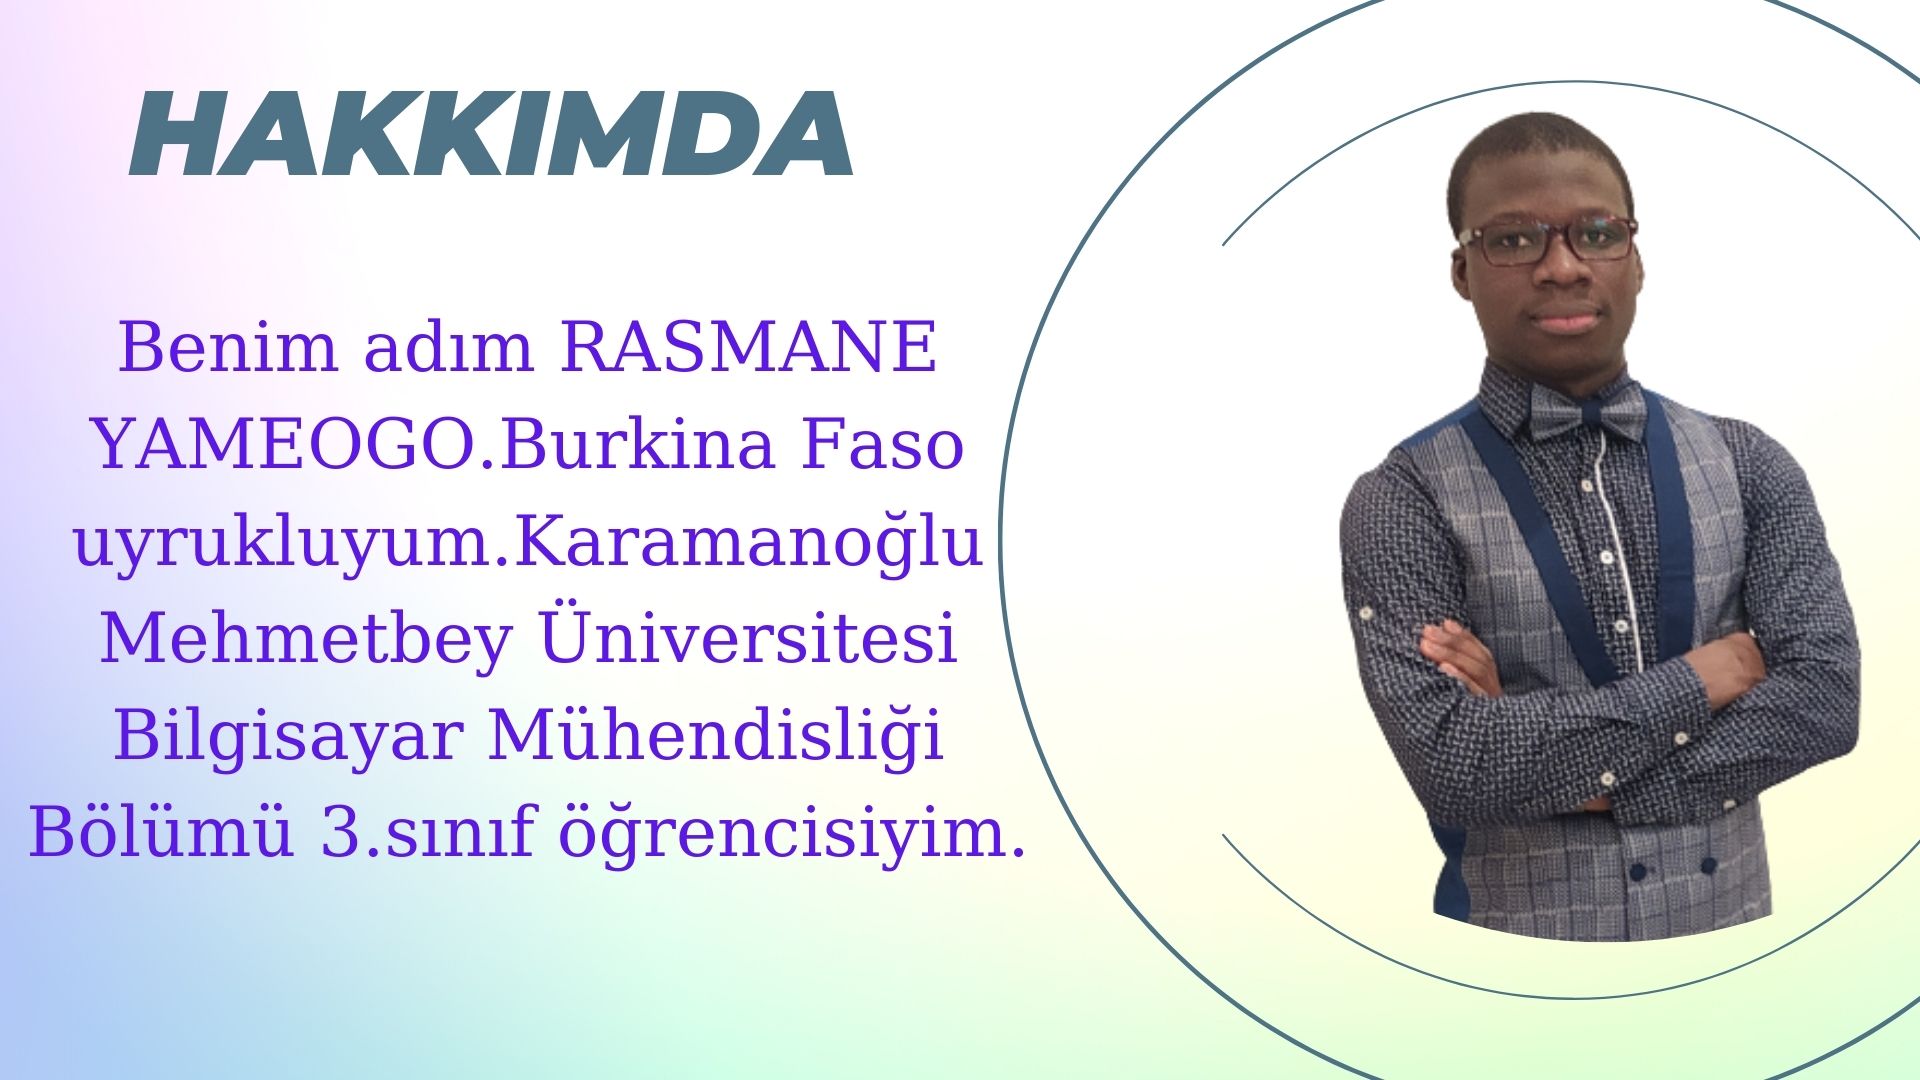 HAKKIMDA
Benim adım RASMANE
YAMEOGO.Burkina Faso
uyrukluyum.Karamanoğlu
Mehmetbey Üniversitesi
Bilgisayar Mühendisliği
Bölümü 3.sınıf öğrencisiyim.